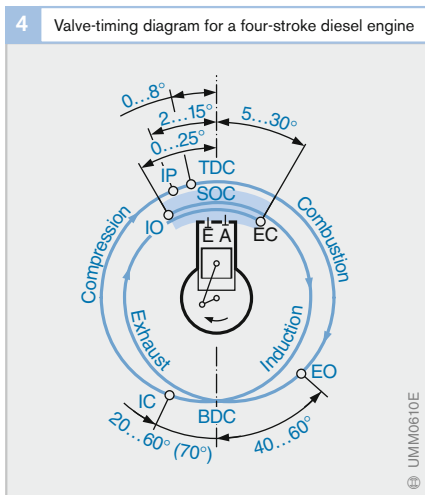 4 Valve-timing diagram for a four-stroke diesel engine
0...8°
2...15°
5...30°
0...25°
TDC
IP
SOC
IO
E A
EC
Compression
Combustion
Exhaust
Induction
EO
IC
BDC
20...60° (70°)
40...60°
UMM0610E